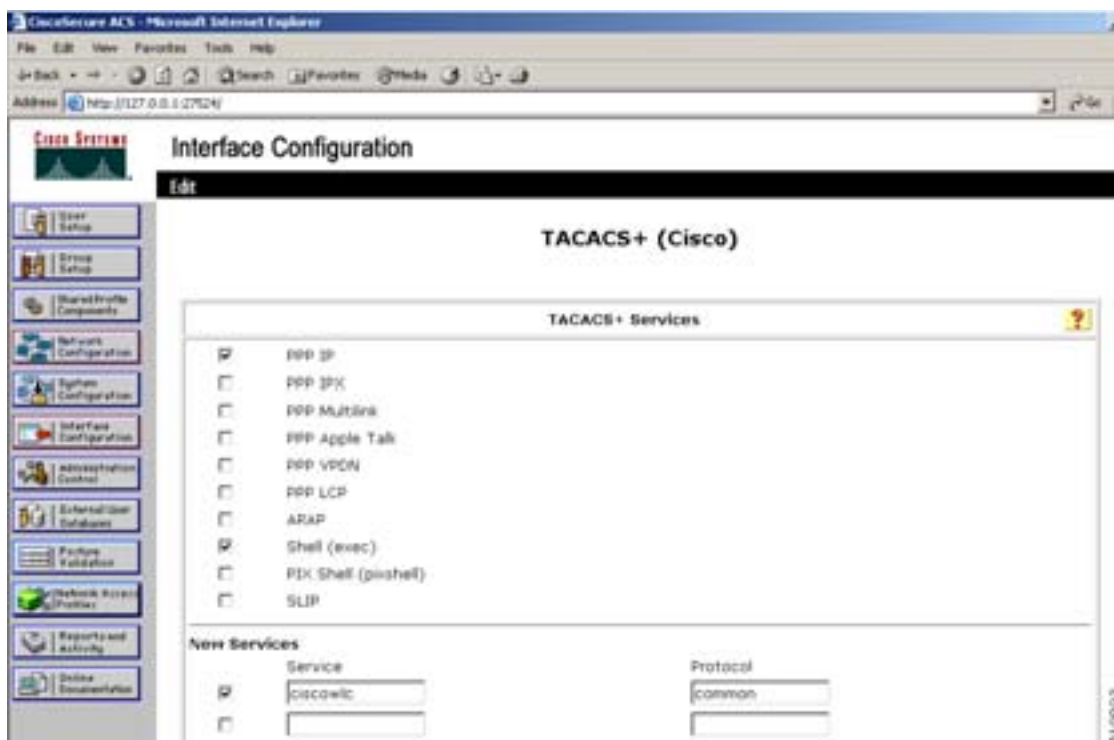 CiscoSecure ACS - Microsoft Internet Explorer
File Edit View Favorites Tools Help
Back Search Favorites Media
Address http://127.0.0.1:27524/ Go
CISCO SYSTEMS
Interface Configuration
Edit
User Setup
Group Setup
Shared Profile Components
Network Configuration
System Configuration
Interface Configuration
Administration Control
External User Databases
Posture Validation
Network Access Profiles
Reports and Activity
Online Documentation
TACACS+ (Cisco)
TACACS+ Services
?
PPP IP
PPP IPX
PPP Multilink
PPP Apple Talk
PPP VPDN
PPP LCP
ARAP
Shell (exec)
PIX Shell (pixshell)
SLIP
New Services
Service Protocol
ciscowlc common